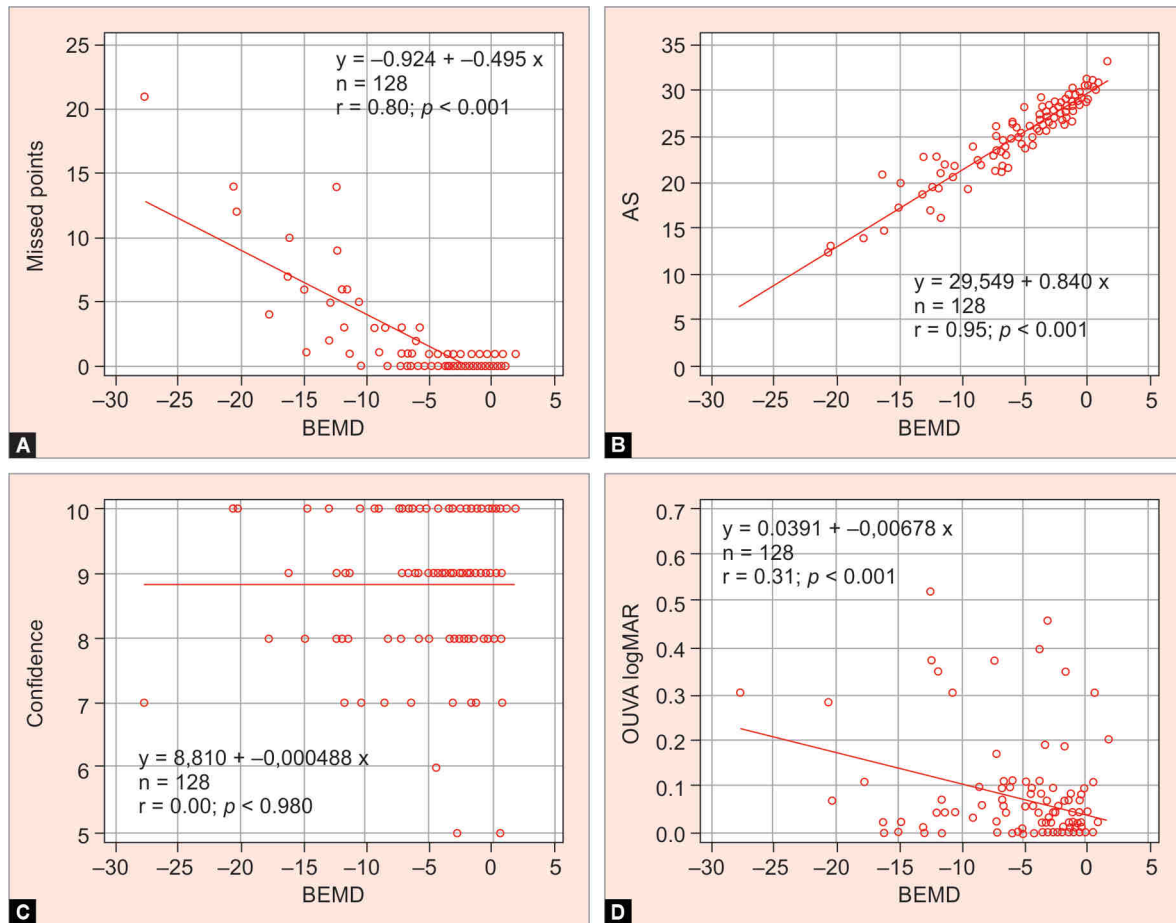 25
20
15
10
5
0
Missed points
y = –0.924 + –0.495 x
n = 128
r = 0.80; p < 0.001
–30 –25 –20 –15 –10 –5 0 5
BEMD
A
35
30
25
20
15
10
5
0
AS
y = 29,549 + 0.840 x
n = 128
r = 0.95; p < 0.001
–30 –25 –20 –15 –10 –5 0 5
BEMD
B
10
9
8
7
6
5
Confidence
y = 8,810 + –0,000488 x
n = 128
r = 0.00; p < 0.980
–30 –25 –20 –15 –10 –5 0 5
BEMD
C
0.7
0.6
0.5
0.4
0.3
0.2
0.1
0.0
OUVA logMAR
y = 0.0391 + –0,00678 x
n = 128
r = 0.31; p < 0.001
–30 –25 –20 –15 –10 –5 0 5
BEMD
D